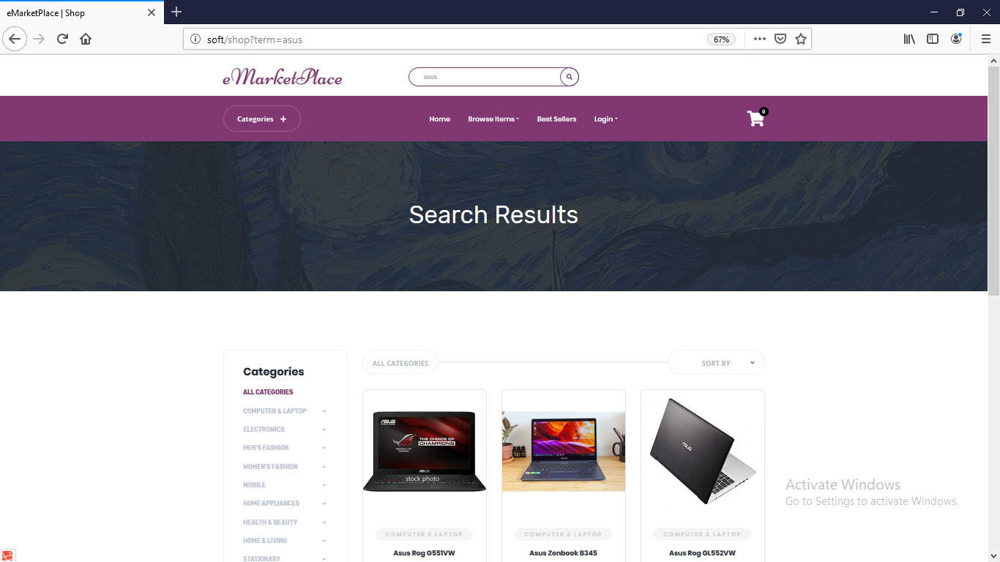 eMarketPlace | Shop
soft/shop?term=asus
67%
eMarketPlace
asus
Categories
Home
Browse Items
Best Sellers
Login
0
Search Results
Categories
ALL CATEGORIES
COMPUTER & LAPTOP
ELECTRONICS
MEN'S FASHION
WOMEN'S FASHION
MOBILE
HOME APPLIANCES
HEALTH & BEAUTY
HOME & LIVING
STATIONARY
ALL CATEGORIES
SORT BY
ASUS
THE CHOICE OF
CHAMPIONS
ASUS
stock photo
ASUS
COMPUTER & LAPTOP
COMPUTER & LAPTOP
COMPUTER & LAPTOP
Asus Rog G551VW
Asus Zenbook B345
Asus Rog GL552VW
Activate Windows
Go to Settings to activate Windows.